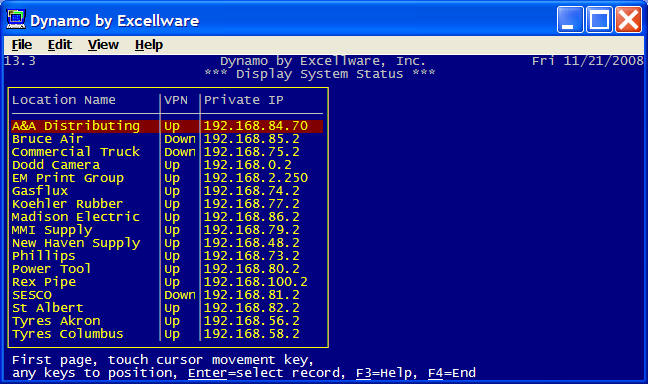 Dynamo by Excellware
File Edit View Help
13.3 Dynamo by Excellware, Inc. Fri 11/21/2008
*** Display System Status ***
Location Name VPN Private IP
A&A Distributing Up 192.168.84.70
Bruce Air Down 192.168.85.2
Commercial Truck Down 192.168.75.2
Dodd Camera Up 192.168.0.2
EM Print Group Up 192.168.2.250
Gasflux Up 192.168.74.2
Koehler Rubber Up 192.168.77.2
Madison Electric Up 192.168.86.2
MMI Supply Up 192.168.79.2
New Haven Supply Up 192.168.48.2
Phillips Up 192.168.73.2
Power Tool Up 192.168.80.2
Rex Pipe Up 192.168.100.2
SESCO Down 192.168.81.2
St Albert Up 192.168.82.2
Tyres Akron Up 192.168.56.2
Tyres Columbus Up 192.168.58.2
First page, touch cursor movement key,
any keys to position, Enter=select record, F3=Help, F4=End